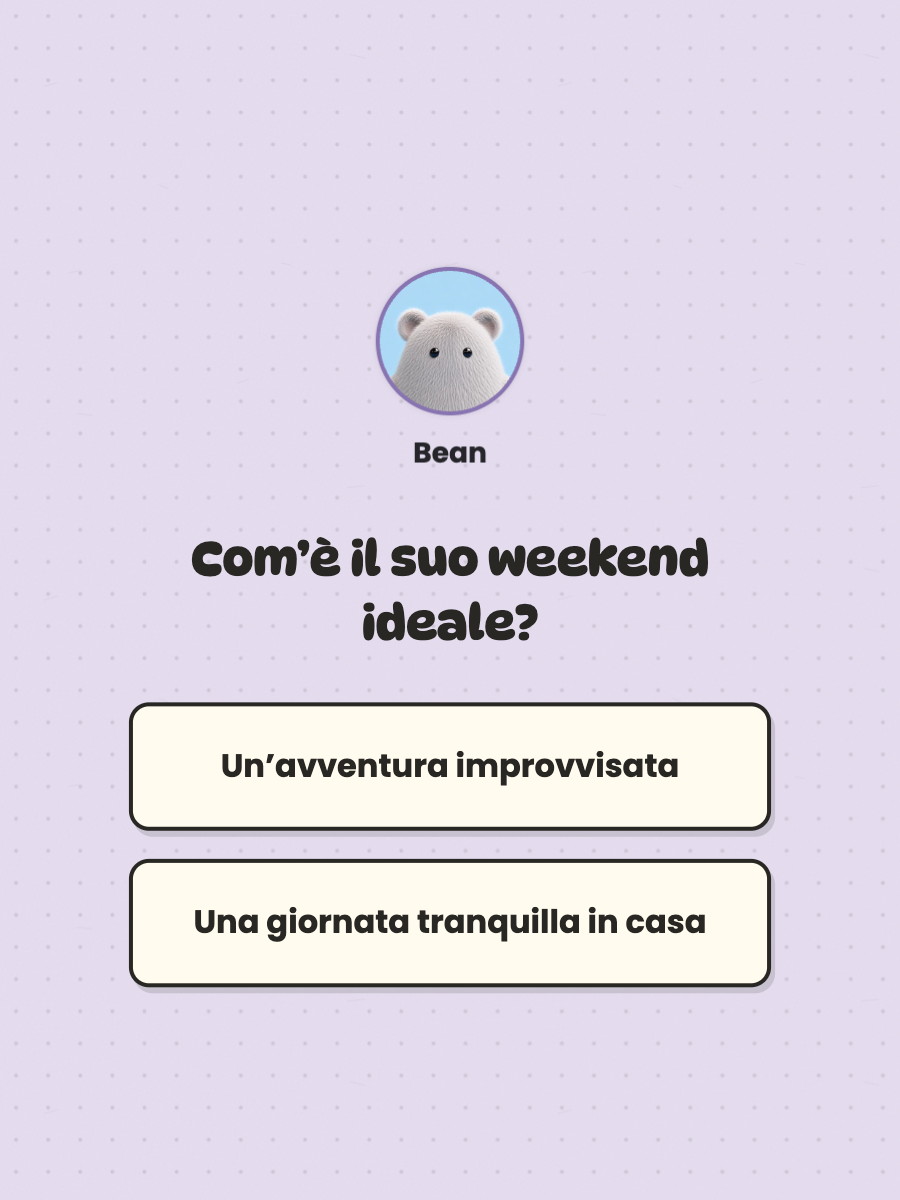 Bean
Com’è il suo weekend
ideale?
Un’avventura improvvisata
Una giornata tranquilla in casa